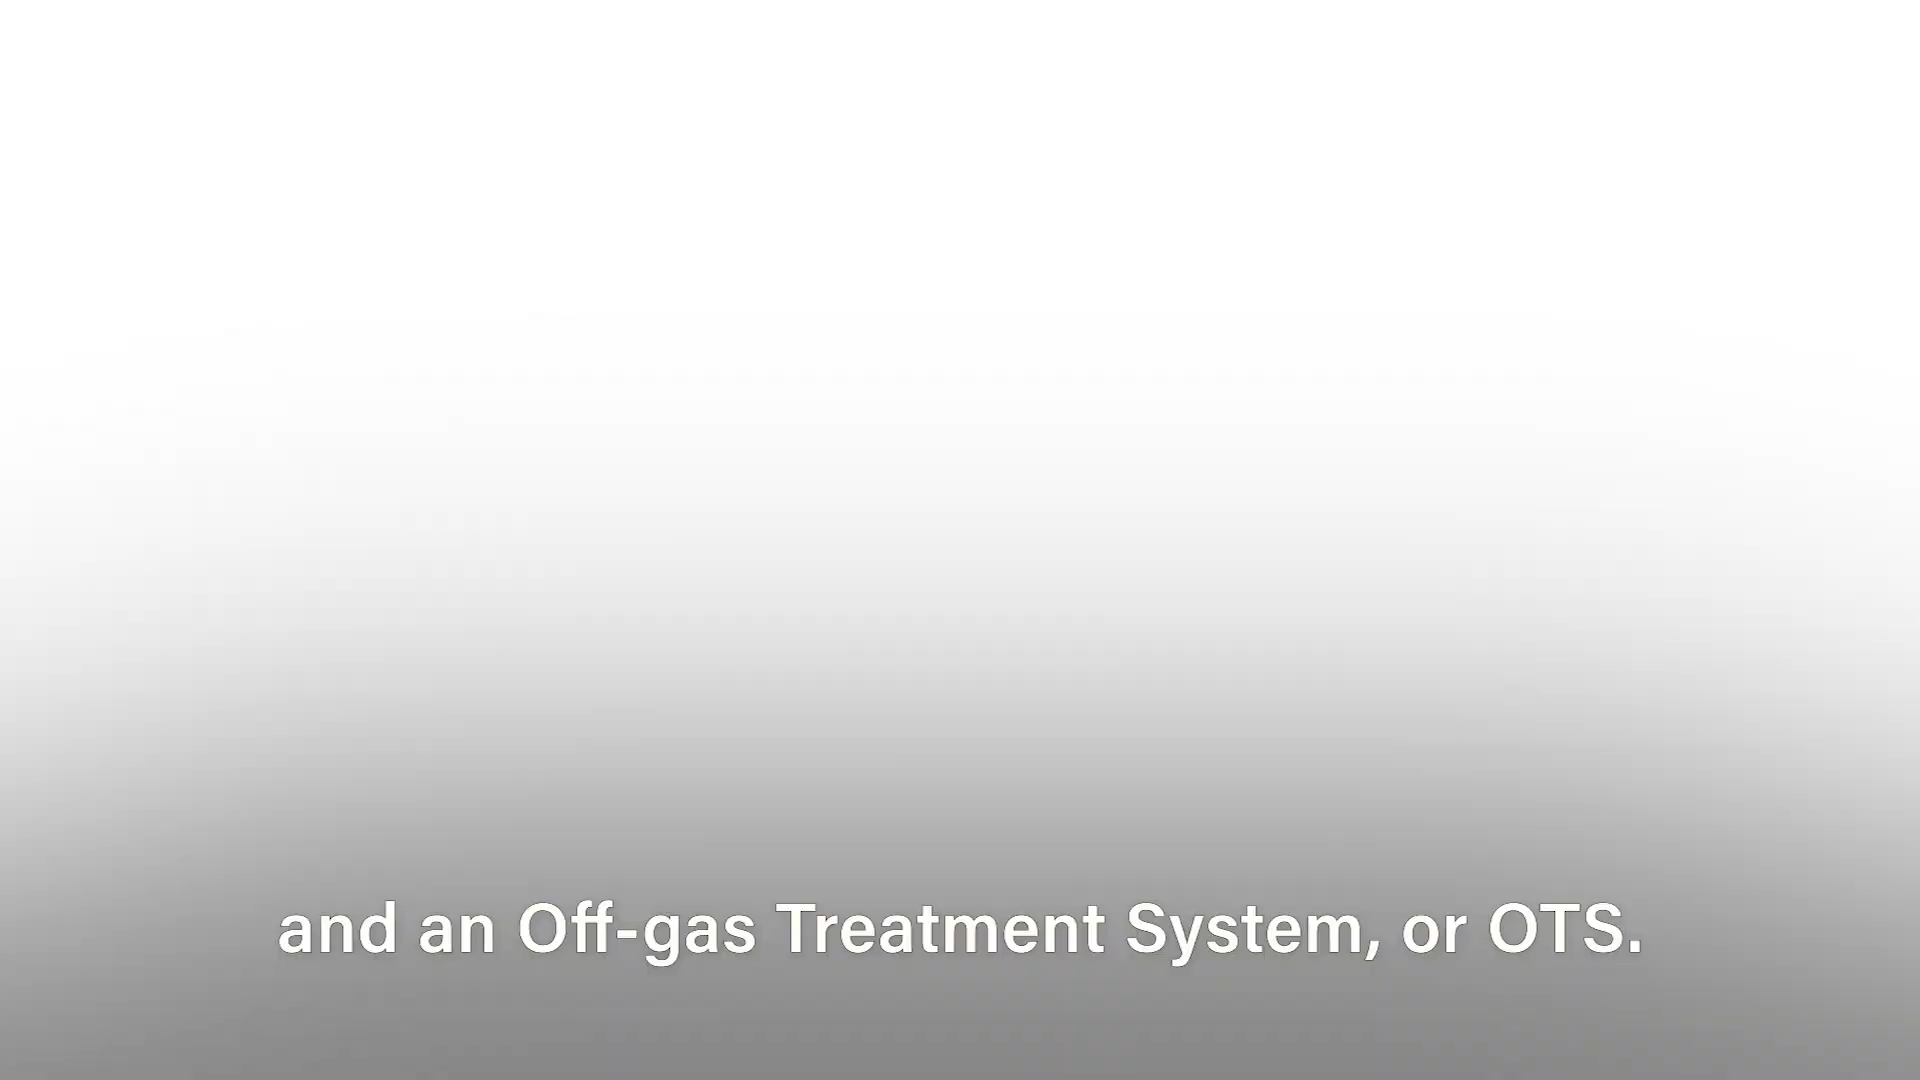 and an Off-gas Treatment System, or OTS.